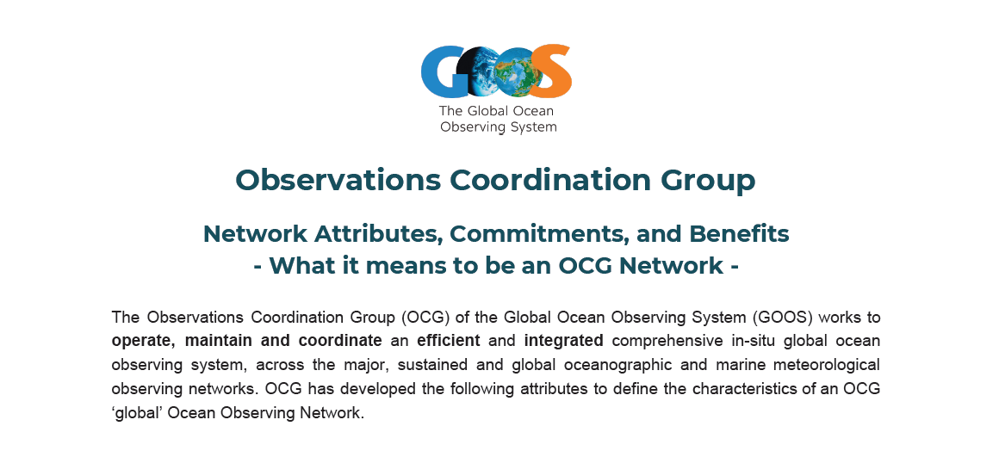 GOOS
The Global Ocean
Observing System
Observations Coordination Group
Network Attributes, Commitments, and Benefits
- What it means to be an OCG Network -
The Observations Coordination Group (OCG) of the Global Ocean Observing System (GOOS) works to
operate, maintain and coordinate an efficient and integrated comprehensive in-situ global ocean
observing system, across the major, sustained and global oceanographic and marine meteorological
observing networks. OCG has developed the following attributes to define the characteristics of an OCG
‘global’ Ocean Observing Network.